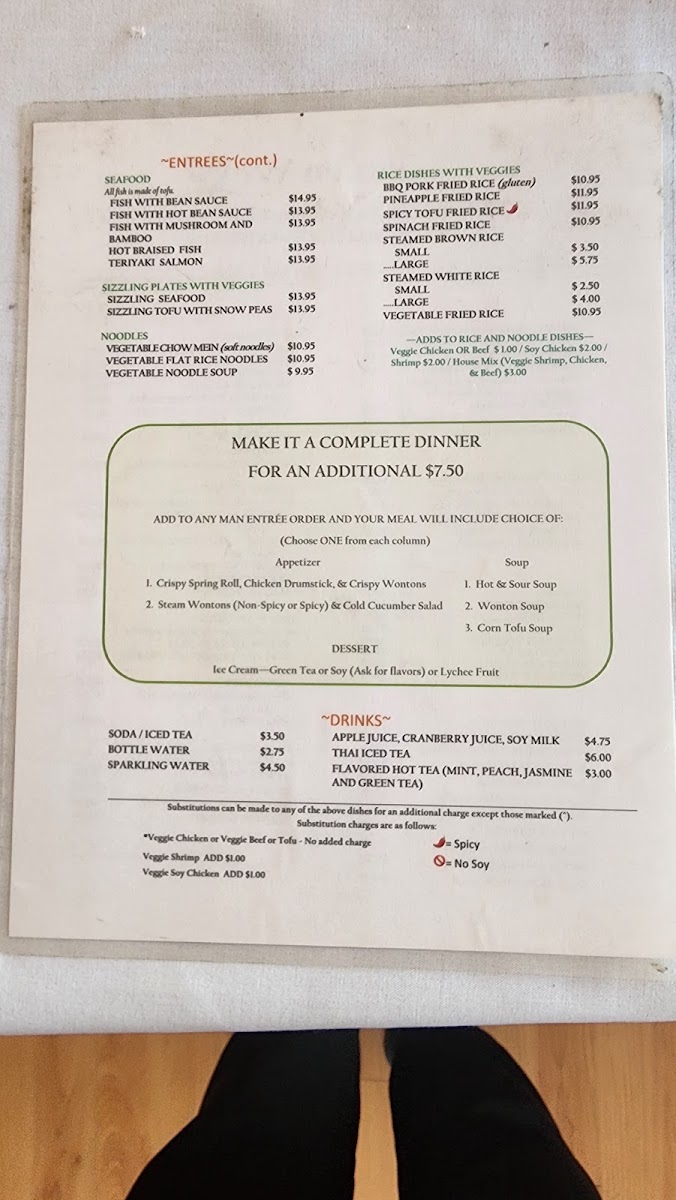 ~ENTREES~(cont.)
SEAFOOD
All fish is made of tofu.
FISH WITH BEAN SAUCE $14.95
FISH WITH HOT BEAN SAUCE $13.95
FISH WITH MUSHROOM AND $13.95
BAMBOO
HOT BRAISED FISH $13.95
TERIYAKI SALMON $13.95
SIZZLING PLATES WITH VEGGIES
SIZZLING SEAFOOD $13.95
SIZZLING TOFU WITH SNOW PEAS $13.95
NOODLES
VEGETABLE CHOW MEIN (soft noodles) $10.95
VEGETABLE FLAT RICE NOODLES $10.95
VEGETABLE NOODLE SOUP $ 9.95
RICE DISHES WITH VEGGIES
BBQ PORK FRIED RICE (gluten) $10.95
PINEAPPLE FRIED RICE $11.95
SPICY TOFU FRIED RICE $11.95
SPINACH FRIED RICE $10.95
STEAMED BROWN RICE
SMALL $ 3.50
.....LARGE $ 5.75
STEAMED WHITE RICE
SMALL $ 2.50
.....LARGE $ 4.00
VEGETABLE FRIED RICE $10.95
—ADDS TO RICE AND NOODLE DISHES—
Veggie Chicken OR Beef $ 1.00 / Soy Chicken $2.00 /
Shrimp $2.00 / House Mix (Veggie Shrimp, Chicken,
& Beef) $3.00
MAKE IT A COMPLETE DINNER
FOR AN ADDITIONAL $7.50
ADD TO ANY MAN ENTRÉE ORDER AND YOUR MEAL WILL INCLUDE CHOICE OF:
(Choose ONE from each column)
Appetizer Soup
1. Crispy Spring Roll, Chicken Drumstick, & Crispy Wontons 1. Hot & Sour Soup
2. Steam Wontons (Non-Spicy or Spicy) & Cold Cucumber Salad 2. Wonton Soup
3. Corn Tofu Soup
DESSERT
Ice Cream—Green Tea or Soy (Ask for flavors) or Lychee Fruit
~DRINKS~
SODA / ICED TEA $3.50
BOTTLE WATER $2.75
SPARKLING WATER $4.50
APPLE JUICE, CRANBERRY JUICE, SOY MILK $4.75
THAI ICED TEA $6.00
FLAVORED HOT TEA (MINT, PEACH, JASMINE $3.00
AND GREEN TEA)
Substitutions can be made to any of the above dishes for an additional charge except those marked (*).
Substitution charges are as follows:
*Veggie Chicken or Veggie Beef or Tofu - No added charge
Veggie Shrimp ADD $1.00
Veggie Soy Chicken ADD $1.00
= Spicy
= No Soy